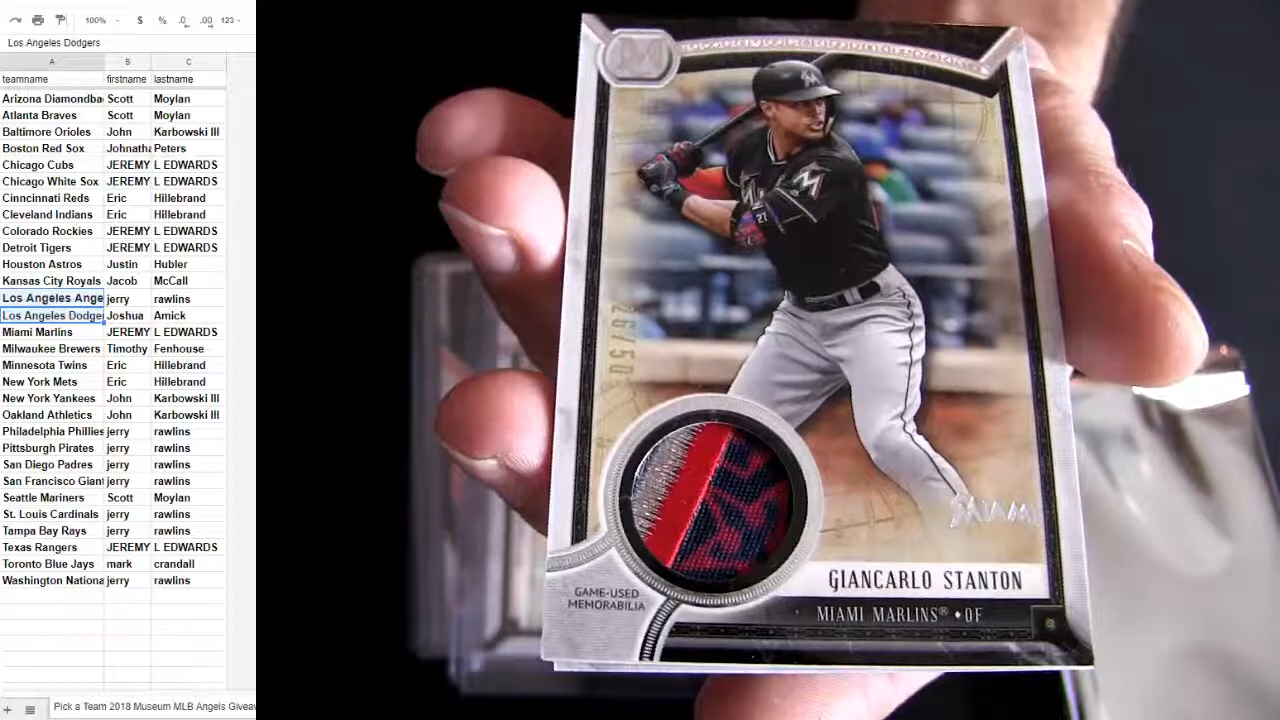 100% $ % .0 .00 123
Los Angeles Dodgers
A B C
teamname firstname lastname
Arizona Diamondba Scott Moylan
Atlanta Braves Scott Moylan
Baltimore Orioles John Karbowski III
Boston Red Sox Johnatha Peters
Chicago Cubs JEREMY L EDWARDS
Chicago White Sox JEREMY L EDWARDS
Cinncinati Reds Eric Hillebrand
Cleveland Indians Eric Hillebrand
Colorado Rockies JEREMY L EDWARDS
Detroit Tigers JEREMY L EDWARDS
Houston Astros Justin Hubler
Kansas City Royals Jacob McCall
Los Angeles Ange jerry rawlins
Los Angeles Dodge Joshua Amick
Miami Marlins JEREMY L EDWARDS
Milwaukee Brewers Timothy Fenhouse
Minnesota Twins Eric Hillebrand
New York Mets Eric Hillebrand
New York Yankees John Karbowski III
Oakland Athletics John Karbowski III
Philadelphia Phillies jerry rawlins
Pittsburgh Pirates jerry rawlins
San Diego Padres jerry rawlins
San Francisco Giant jerry rawlins
Seattle Mariners Scott Moylan
St. Louis Cardinals jerry rawlins
Tampa Bay Rays jerry rawlins
Texas Rangers JEREMY L EDWARDS
Toronto Blue Jays mark crandall
Washington Nationa jerry rawlins
Pick a Team 2018 Museum MLB Angels Giveav
M
27
26/50
MIAMI
GIANCARLO STANTON
MIAMI MARLINS® • OF
GAME-USED
MEMORABILIA